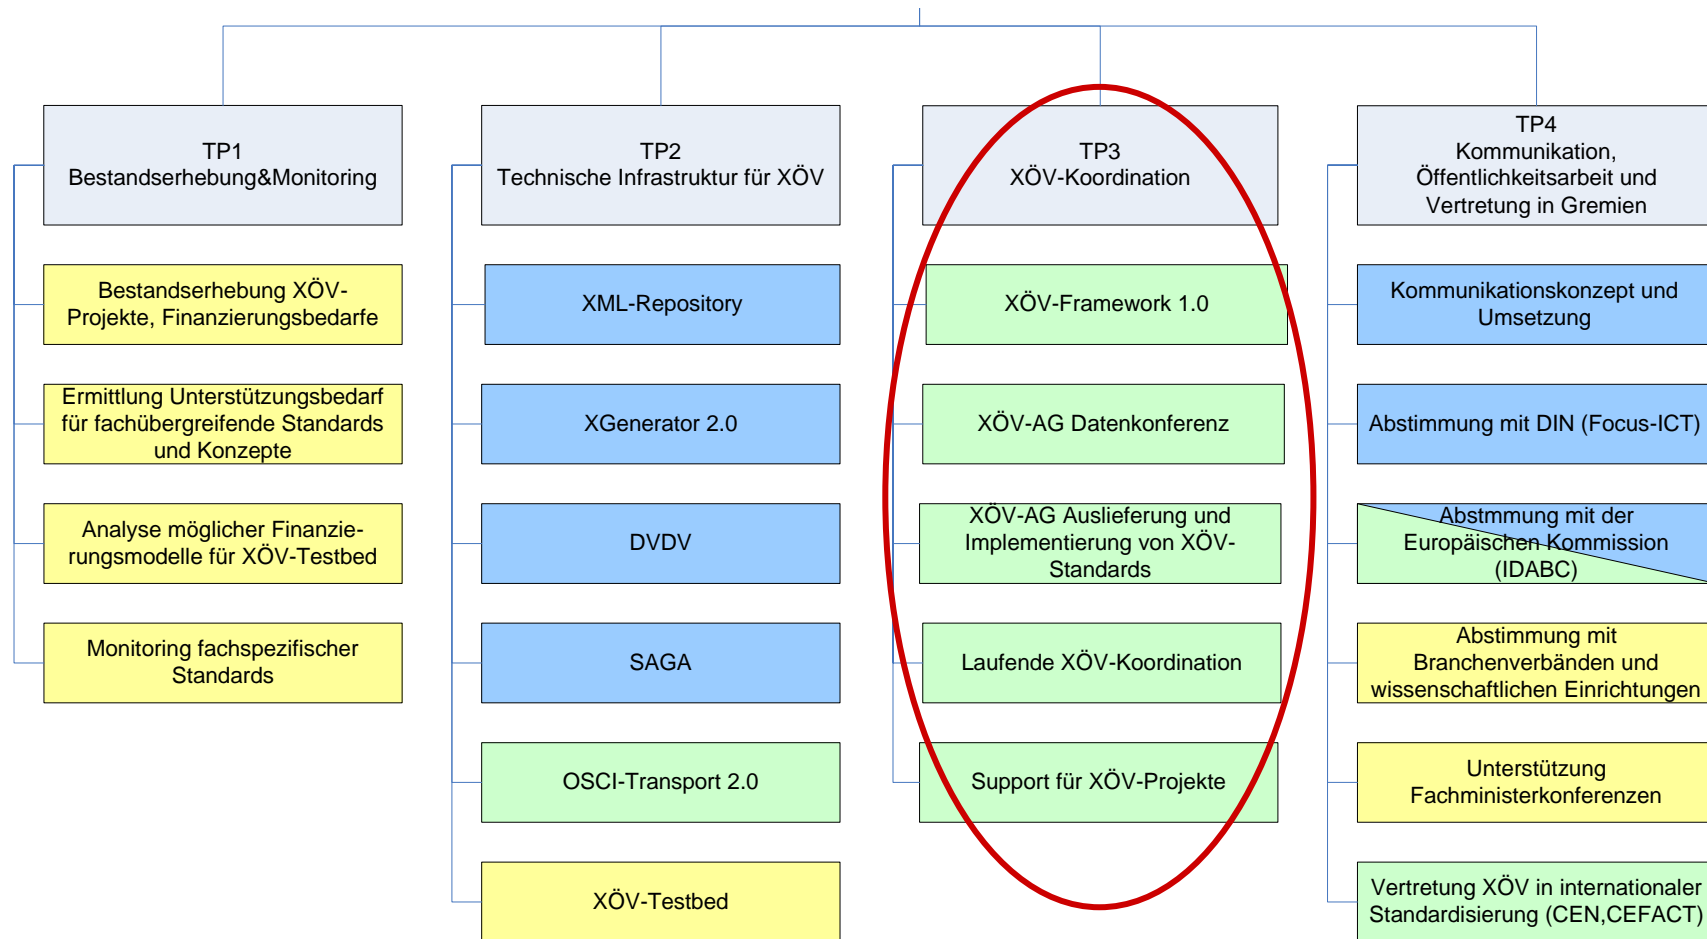 TP1
Bestandserhebung&Monitoring
Bestandserhebung XÖV-
Projekte, Finanzierungsbedarfe
Ermittlung Unterstützungsbedarf
für fachübergreifende Standards
und Konzepte
Analyse möglicher Finanzie-
rungsmodelle für XÖV-Testbed
Monitoring fachspezifischer
Standards
TP2
Technische Infrastruktur für XÖV
XML-Repository
XGenerator 2.0
DVDV
SAGA
OSCI-Transport 2.0
XÖV-Testbed
TP3
XÖV-Koordination
XÖV-Framework 1.0
XÖV-AG Datenkonferenz
XÖV-AG Auslieferung und
Implementierung von XÖV-
Standards
Laufende XÖV-Koordination
Support für XÖV-Projekte
TP4
Kommunikation,
Öffentlichkeitsarbeit und
Vertretung in Gremien
Kommunikationskonzept und
Umsetzung
Abstimmung mit DIN (Focus-ICT)
Abstmmung mit der
Europäischen Kommission
(IDABC)
Abstimmung mit
Branchenverbänden und
wissenschaftlichen Einrichtungen
Unterstützung
Fachministerkonferenzen
Vertretung XÖV in internationaler
Standardisierung (CEN,CEFACT)